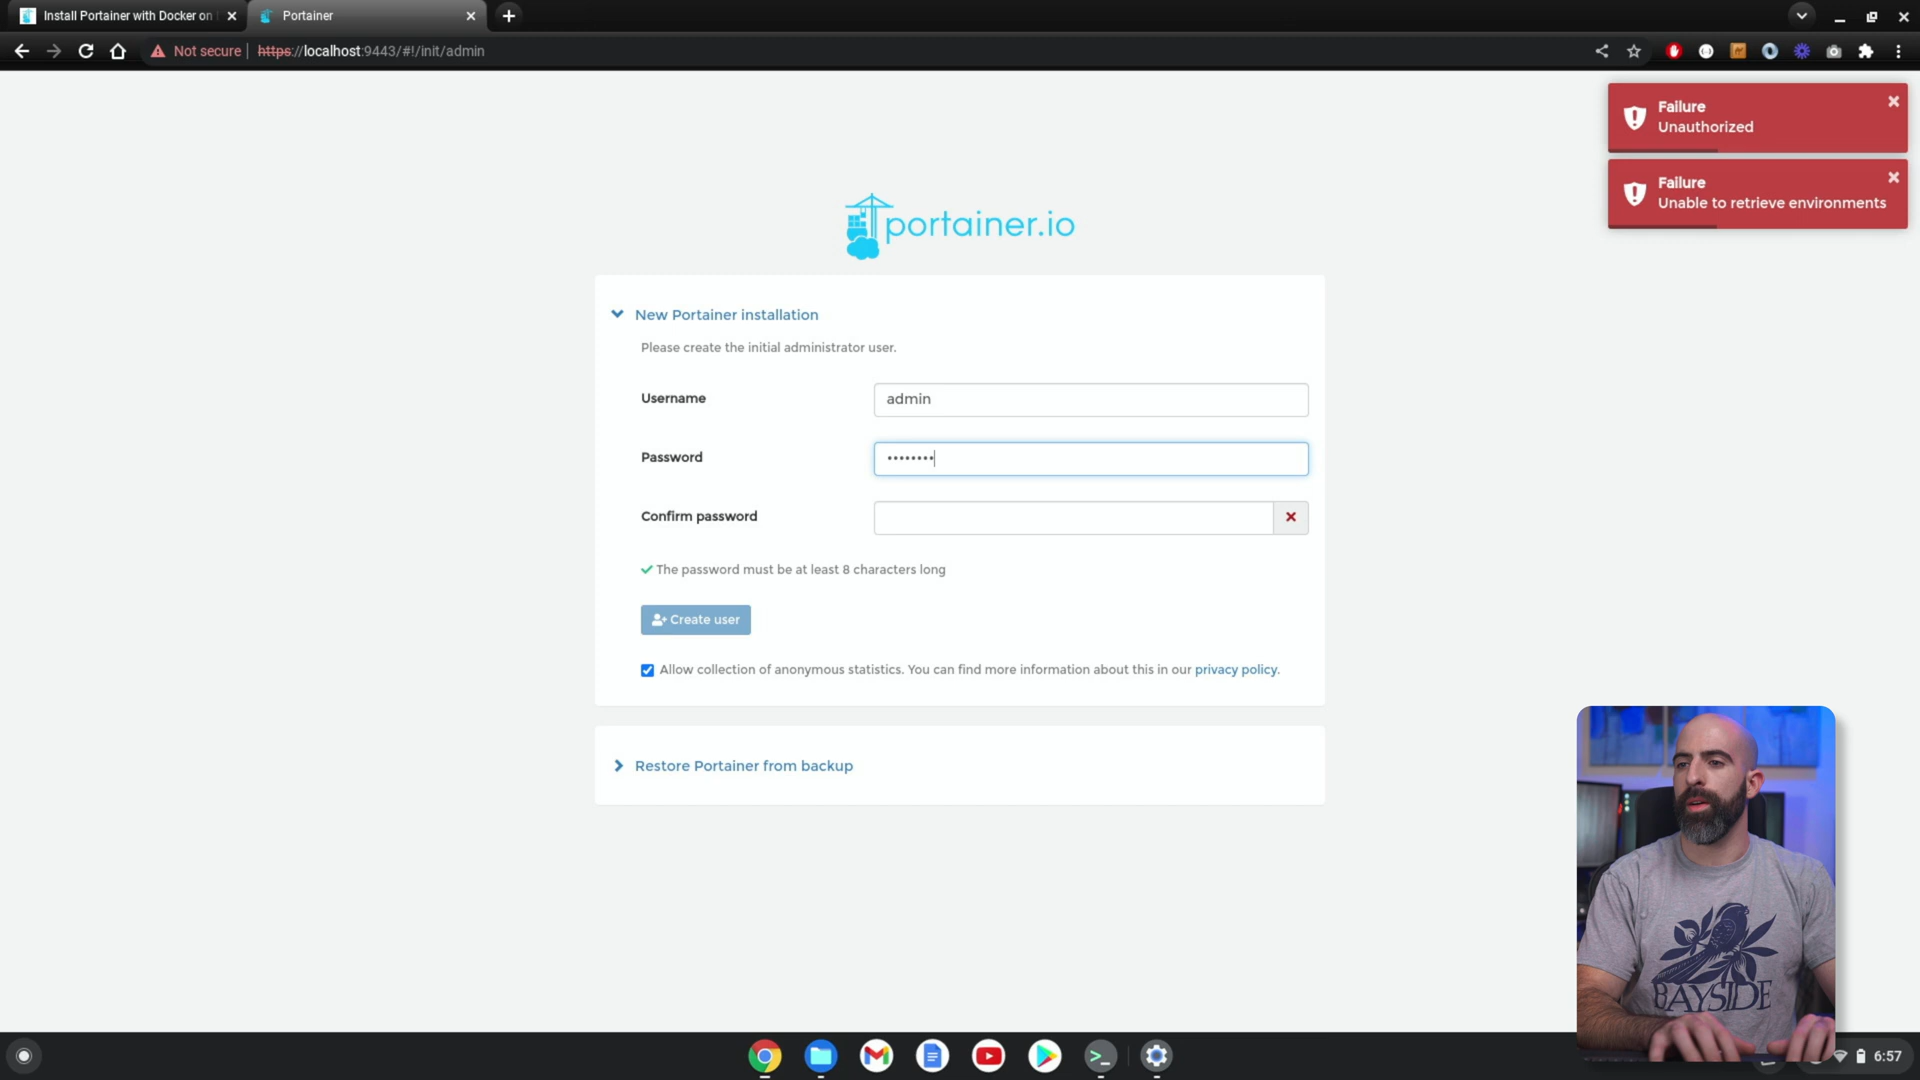 Install Portainer with Docker on
Portainer
Not secure
https://localhost:9443/#!/init/admin
Failure
Unauthorized
Failure
Unable to retrieve environments
portainer.io
New Portainer installation
Please create the initial administrator user.
Username
admin
Password
Confirm password
The password must be at least 8 characters long
Create user
Allow collection of anonymous statistics. You can find more information about this in our privacy policy.
Restore Portainer from backup
BAYSIDE
6:57